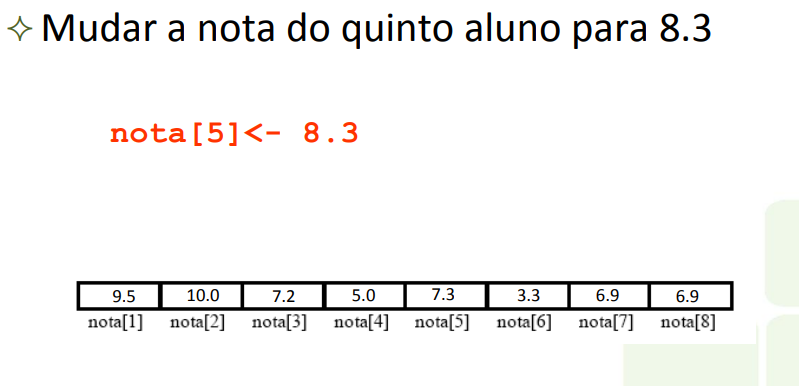 Mudar a nota do quinto aluno para 8.3
nota[5]<- 8.3
9.5 10.0 7.2 5.0 7.3 3.3 6.9 6.9
nota[1] nota[2] nota[3] nota[4] nota[5] nota[6] nota[7] nota[8]